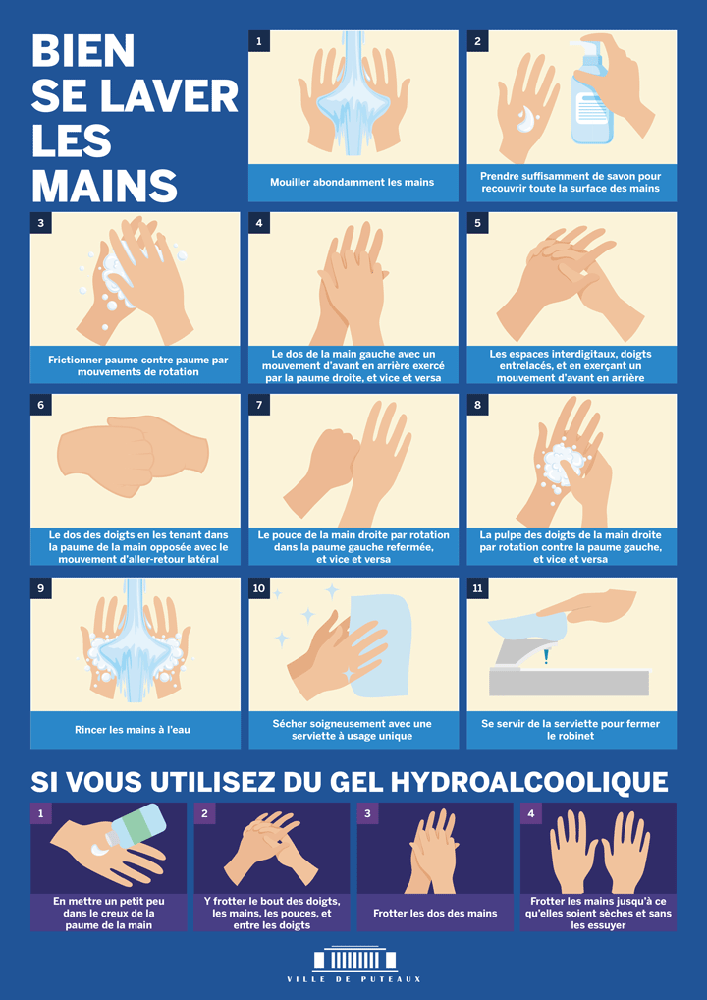 BIEN
SE LAVER
LES
MAINS
1
Mouiller abondamment les mains
2
Prendre suffisamment de savon pour
recouvrir toute la surface des mains
3
Frictionner paume contre paume par
mouvements de rotation
4
Le dos de la main gauche avec un
mouvement d'avant en arrière exercé
par la paume droite, et vice et versa
5
Les espaces interdigitaux, doigts
entrelacés, et en exerçant un
mouvement d'avant en arrière
6
Le dos des doigts en les tenant dans
la paume de la main opposée avec le
mouvement d'aller-retour latéral
7
Le pouce de la main droite par rotation
dans la paume gauche refermée,
et vice et versa
8
La pulpe des doigts de la main droite
par rotation contre la paume gauche,
et vice et versa
9
Rincer les mains à l'eau
10
Sécher soigneusement avec une
serviette à usage unique
11
Se servir de la serviette pour fermer
le robinet
SI VOUS UTILISEZ DU GEL HYDROALCOOLIQUE
1
En mettre un petit peu
dans le creux de la
paume de la main
2
Y frotter le bout des doigts,
les mains, les pouces, et
entre les doigts
3
Frotter les dos des mains
4
Frotter les mains jusqu'à ce
qu'elles soient sèches et sans
les essuyer
VILLE DE PUTEAUX